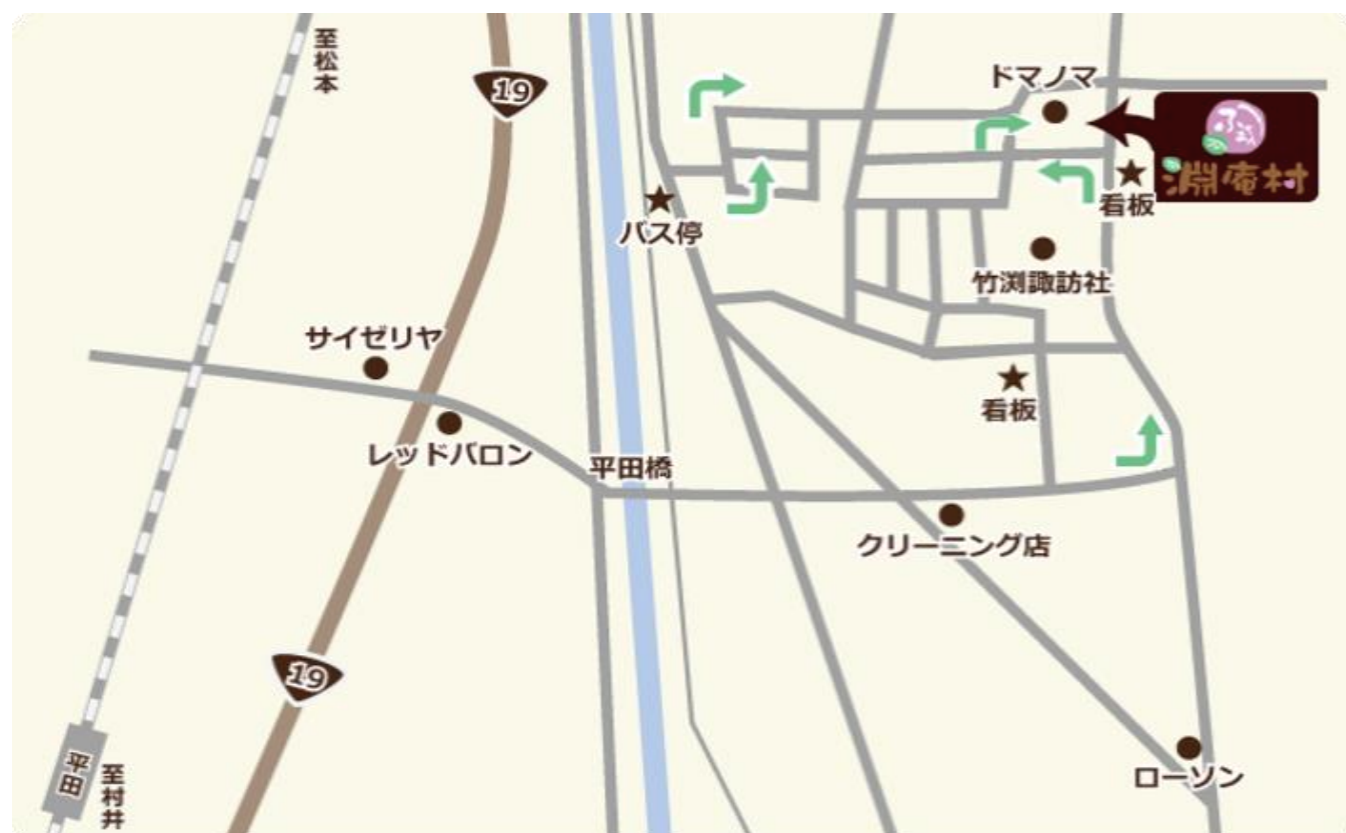 至松本
19
ドマノマ
ふあん
淵庵村
看板
バス停
竹渕諏訪社
サイゼリヤ
看板
レッドバロン
平田橋
クリーニング店
19
平田
至村井
ローソン